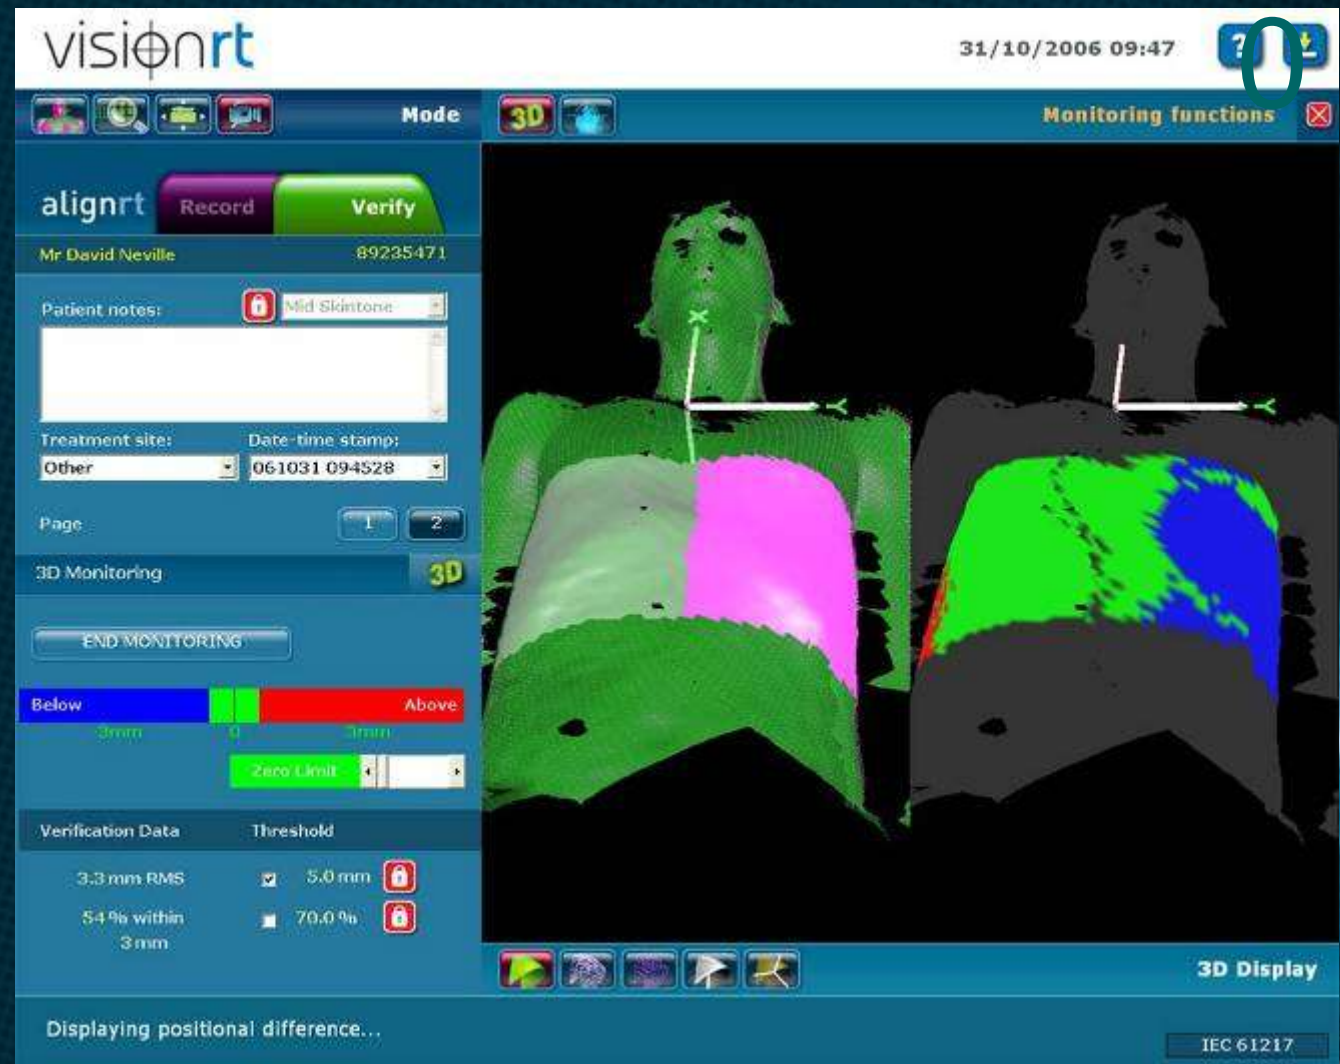 visionrt
31/10/2006 09:47
?
0
Mode
3D
Monitoring functions
alignrt
Record
Verify
Mr David Neville
89235471
Patient notes:
Mid Skintone
Treatment site:
Date-time stamp:
Other
061031 094528
Page
1
2
3D Monitoring
3D
END MONITORING
Below
Above
3mm
0
3mm
Zero Limit
Verification Data
Threshold
3.3 mm RMS
5.0 mm
54 % within
70.0 %
3 mm
X
Y
Y
3D Display
Displaying positional difference...
IEC 61217